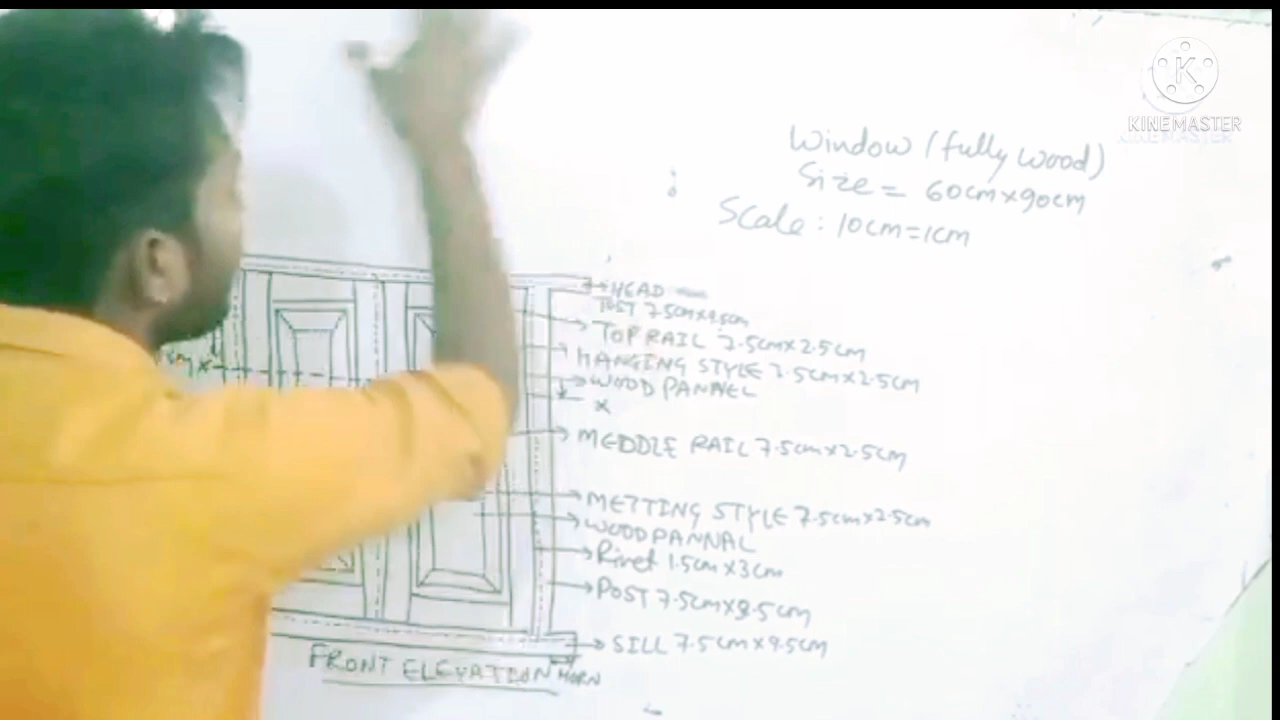 KINEMASTER
Window (fully wood)
Size = 60cm×90cm
Scale : 10cm=1cm
HEAD
POST 7.5cm×9.5cm
TOP RAIL 7.5cm×2.5cm
HANGING STYLE 7.5cm×2.5cm
WOOD PANNEL
X
X
MEDDLE RAIL 7.5cm×2.5cm
METTING STYLE 7.5cm×2.5cm
WOOD PANNAL
Rivet 1.5cm×3cm
POST 7.5cm×9.5cm
SILL 7.5cm×9.5cm
FRONT ELEVATION
HORN